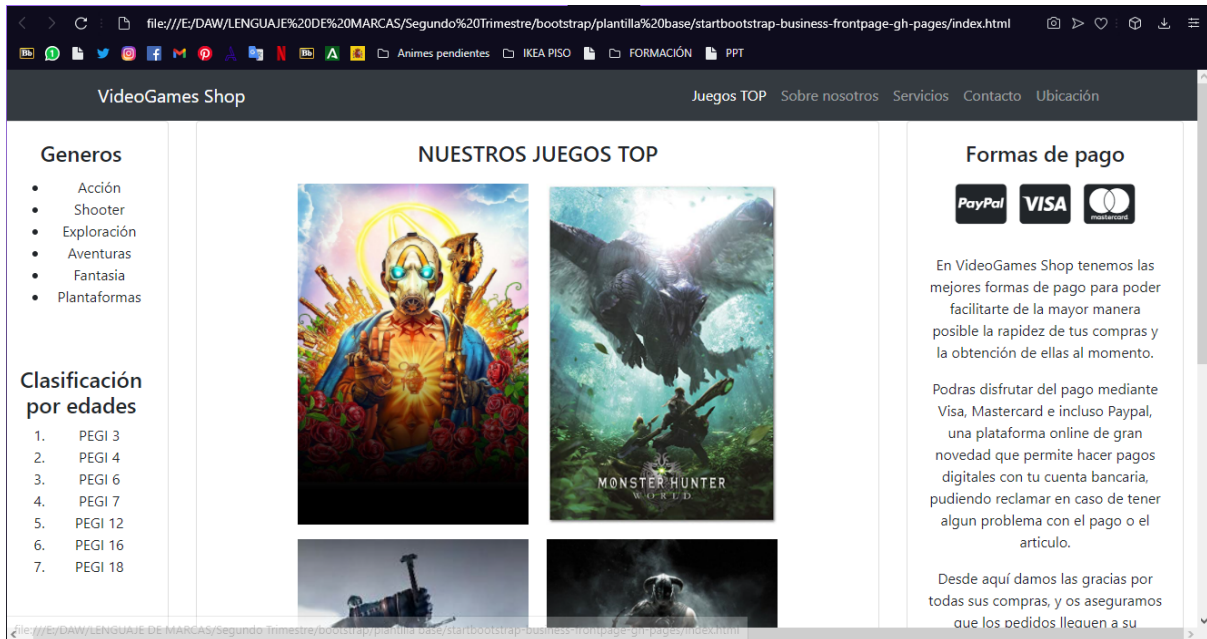 file:///E:/DAW/LENGUAJE%20DE%20MARCAS/Segundo%20Trimestre/bootstrap/plantilla%20base/startbootstrap-business-frontpage-gh-pages/index.html
Bb
Bb
Animes pendientes
IKEA PISO
FORMACIÓN
PPT
VideoGames Shop
Juegos TOP
Sobre nosotros
Servicios
Contacto
Ubicación
Generos
• Acción
• Shooter
• Exploración
• Aventuras
• Fantasia
• Plantaformas
Clasificación
por edades
1. PEGI 3
2. PEGI 4
3. PEGI 6
4. PEGI 7
5. PEGI 12
6. PEGI 16
7. PEGI 18
NUESTROS JUEGOS TOP
MONSTER HUNTER
WORLD
Formas de pago
PayPal
VISA
mastercard
En VideoGames Shop tenemos las
mejores formas de pago para poder
facilitarte de la mayor manera
posible la rapidez de tus compras y
la obtención de ellas al momento.
Podras disfrutar del pago mediante
Visa, Mastercard e incluso Paypal,
una plataforma online de gran
novedad que permite hacer pagos
digitales con tu cuenta bancaria,
pudiendo reclamar en caso de tener
algun problema con el pago o el
articulo.
Desde aquí damos las gracias por
todas sus compras, y os aseguramos
que los pedidos lleguen a su
file:///E:/DAW/LENGUAJE DE MARCAS/Segundo Trimestre/bootstrap/plantilla base/startbootstrap-business-frontpage-gh-pages/index.html